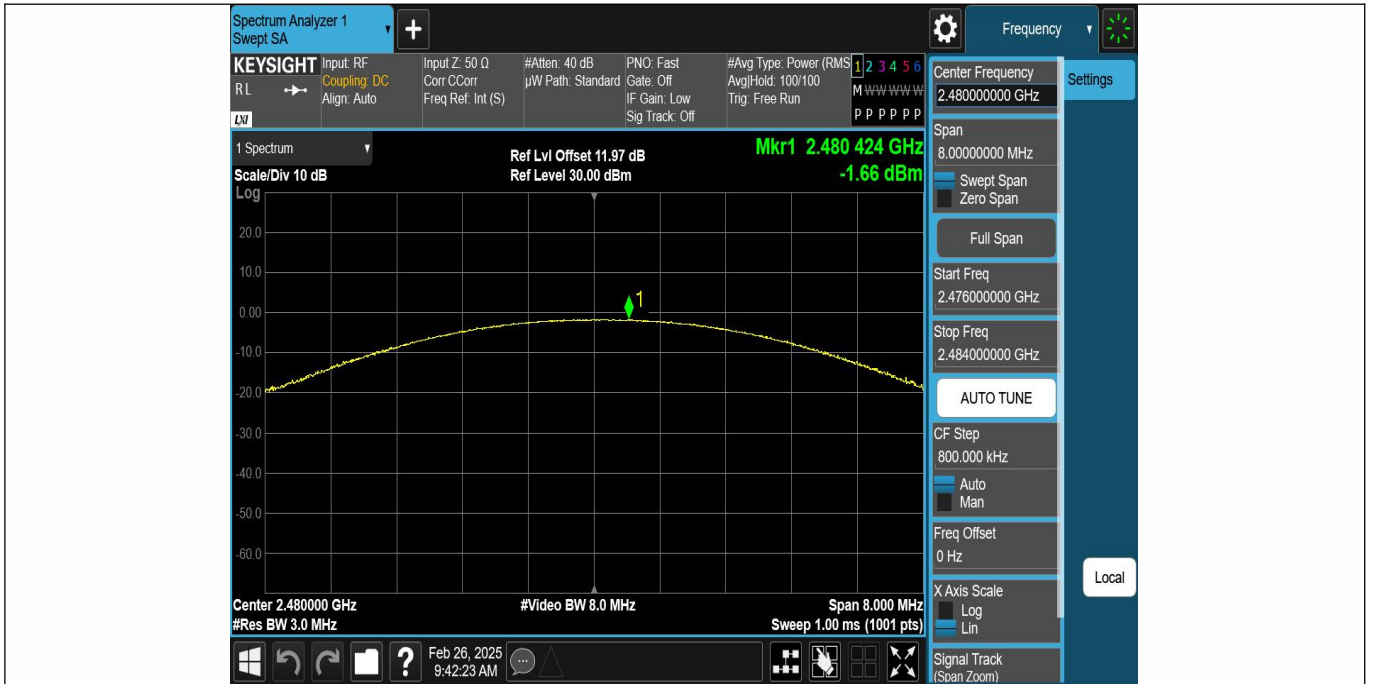 Spectrum Analyzer 1
Swept SA
+
Frequency
KEYSIGHT
RL
LXI
Input: RF
Coupling: DC
Align: Auto
Input Z: 50 Ω
Corr CCorr
Freq Ref: Int (S)
#Atten: 40 dB
µW Path: Standard
PNO: Fast
Gate: Off
IF Gain: Low
Sig Track: Off
#Avg Type: Power (RMS
Avg|Hold: 100/100
Trig: Free Run
1 2 3 4 5 6
M W W W W W
P P P P P P
1 Spectrum
Scale/Div 10 dB
Log
Ref Lvl Offset 11.97 dB
Ref Level 30.00 dBm
Mkr1 2.480 424 GHz
-1.66 dBm
20.0
10.0
0.00
-10.0
-20.0
-30.0
-40.0
-50.0
-60.0
1
Center 2.480000 GHz
#Res BW 3.0 MHz
#Video BW 8.0 MHz
Span 8.000 MHz
Sweep 1.00 ms (1001 pts)
Center Frequency
2.480000000 GHz
Settings
Span
8.00000000 MHz
Swept Span
Zero Span
Full Span
Start Freq
2.476000000 GHz
Stop Freq
2.484000000 GHz
AUTO TUNE
CF Step
800.000 kHz
Auto
Man
Freq Offset
0 Hz
X Axis Scale
Log
Lin
Local
Signal Track
(Span Zoom)
?
Feb 26, 2025
9:42:23 AM